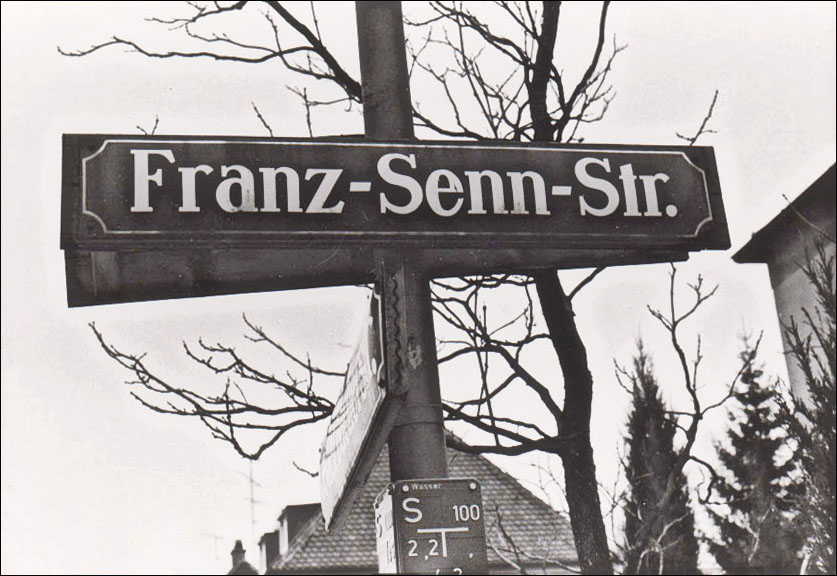 Franz-Senn-Str.
Wasser
S 100
2,2